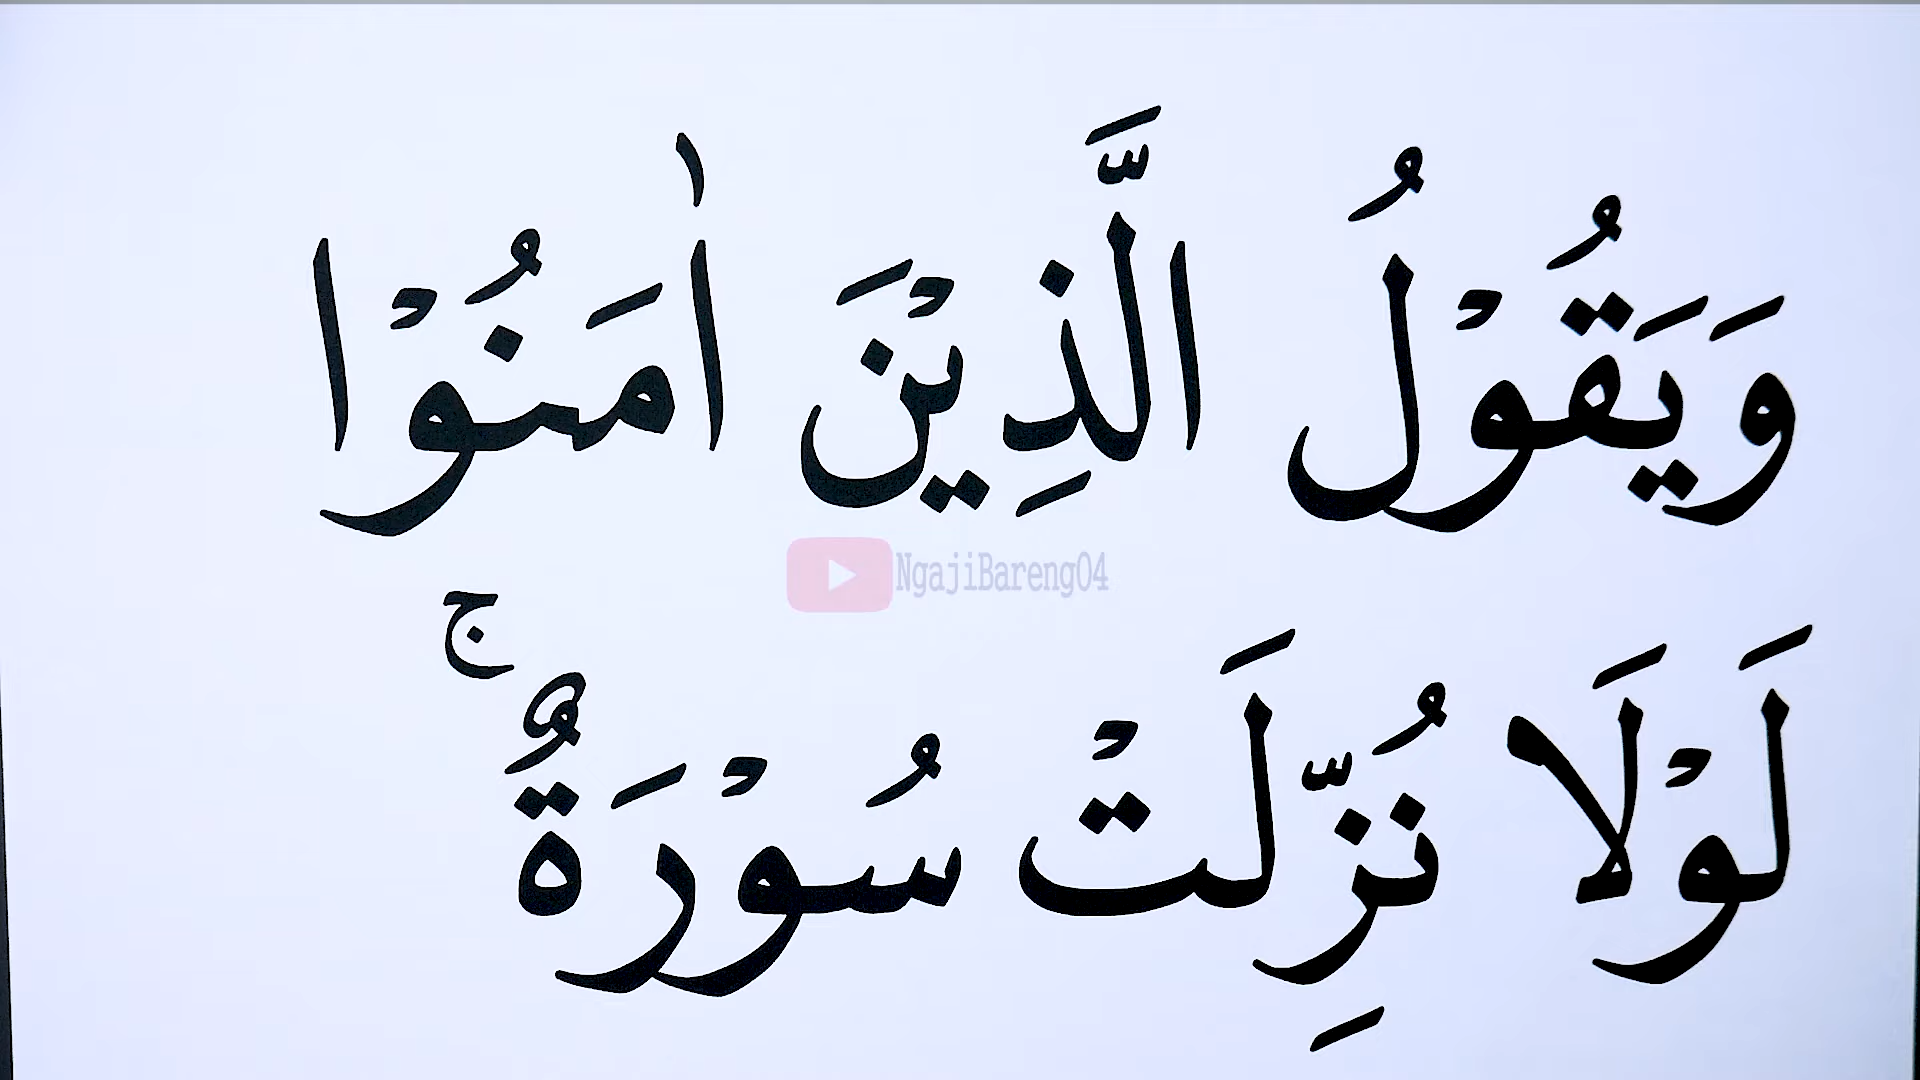 وَيَقُوْلُ الَّذِيْنَ اٰمَنُوْا
NgajiBareng04
لَوْلَا نُزِّلَتْ سُوْرَةٌ ۚ